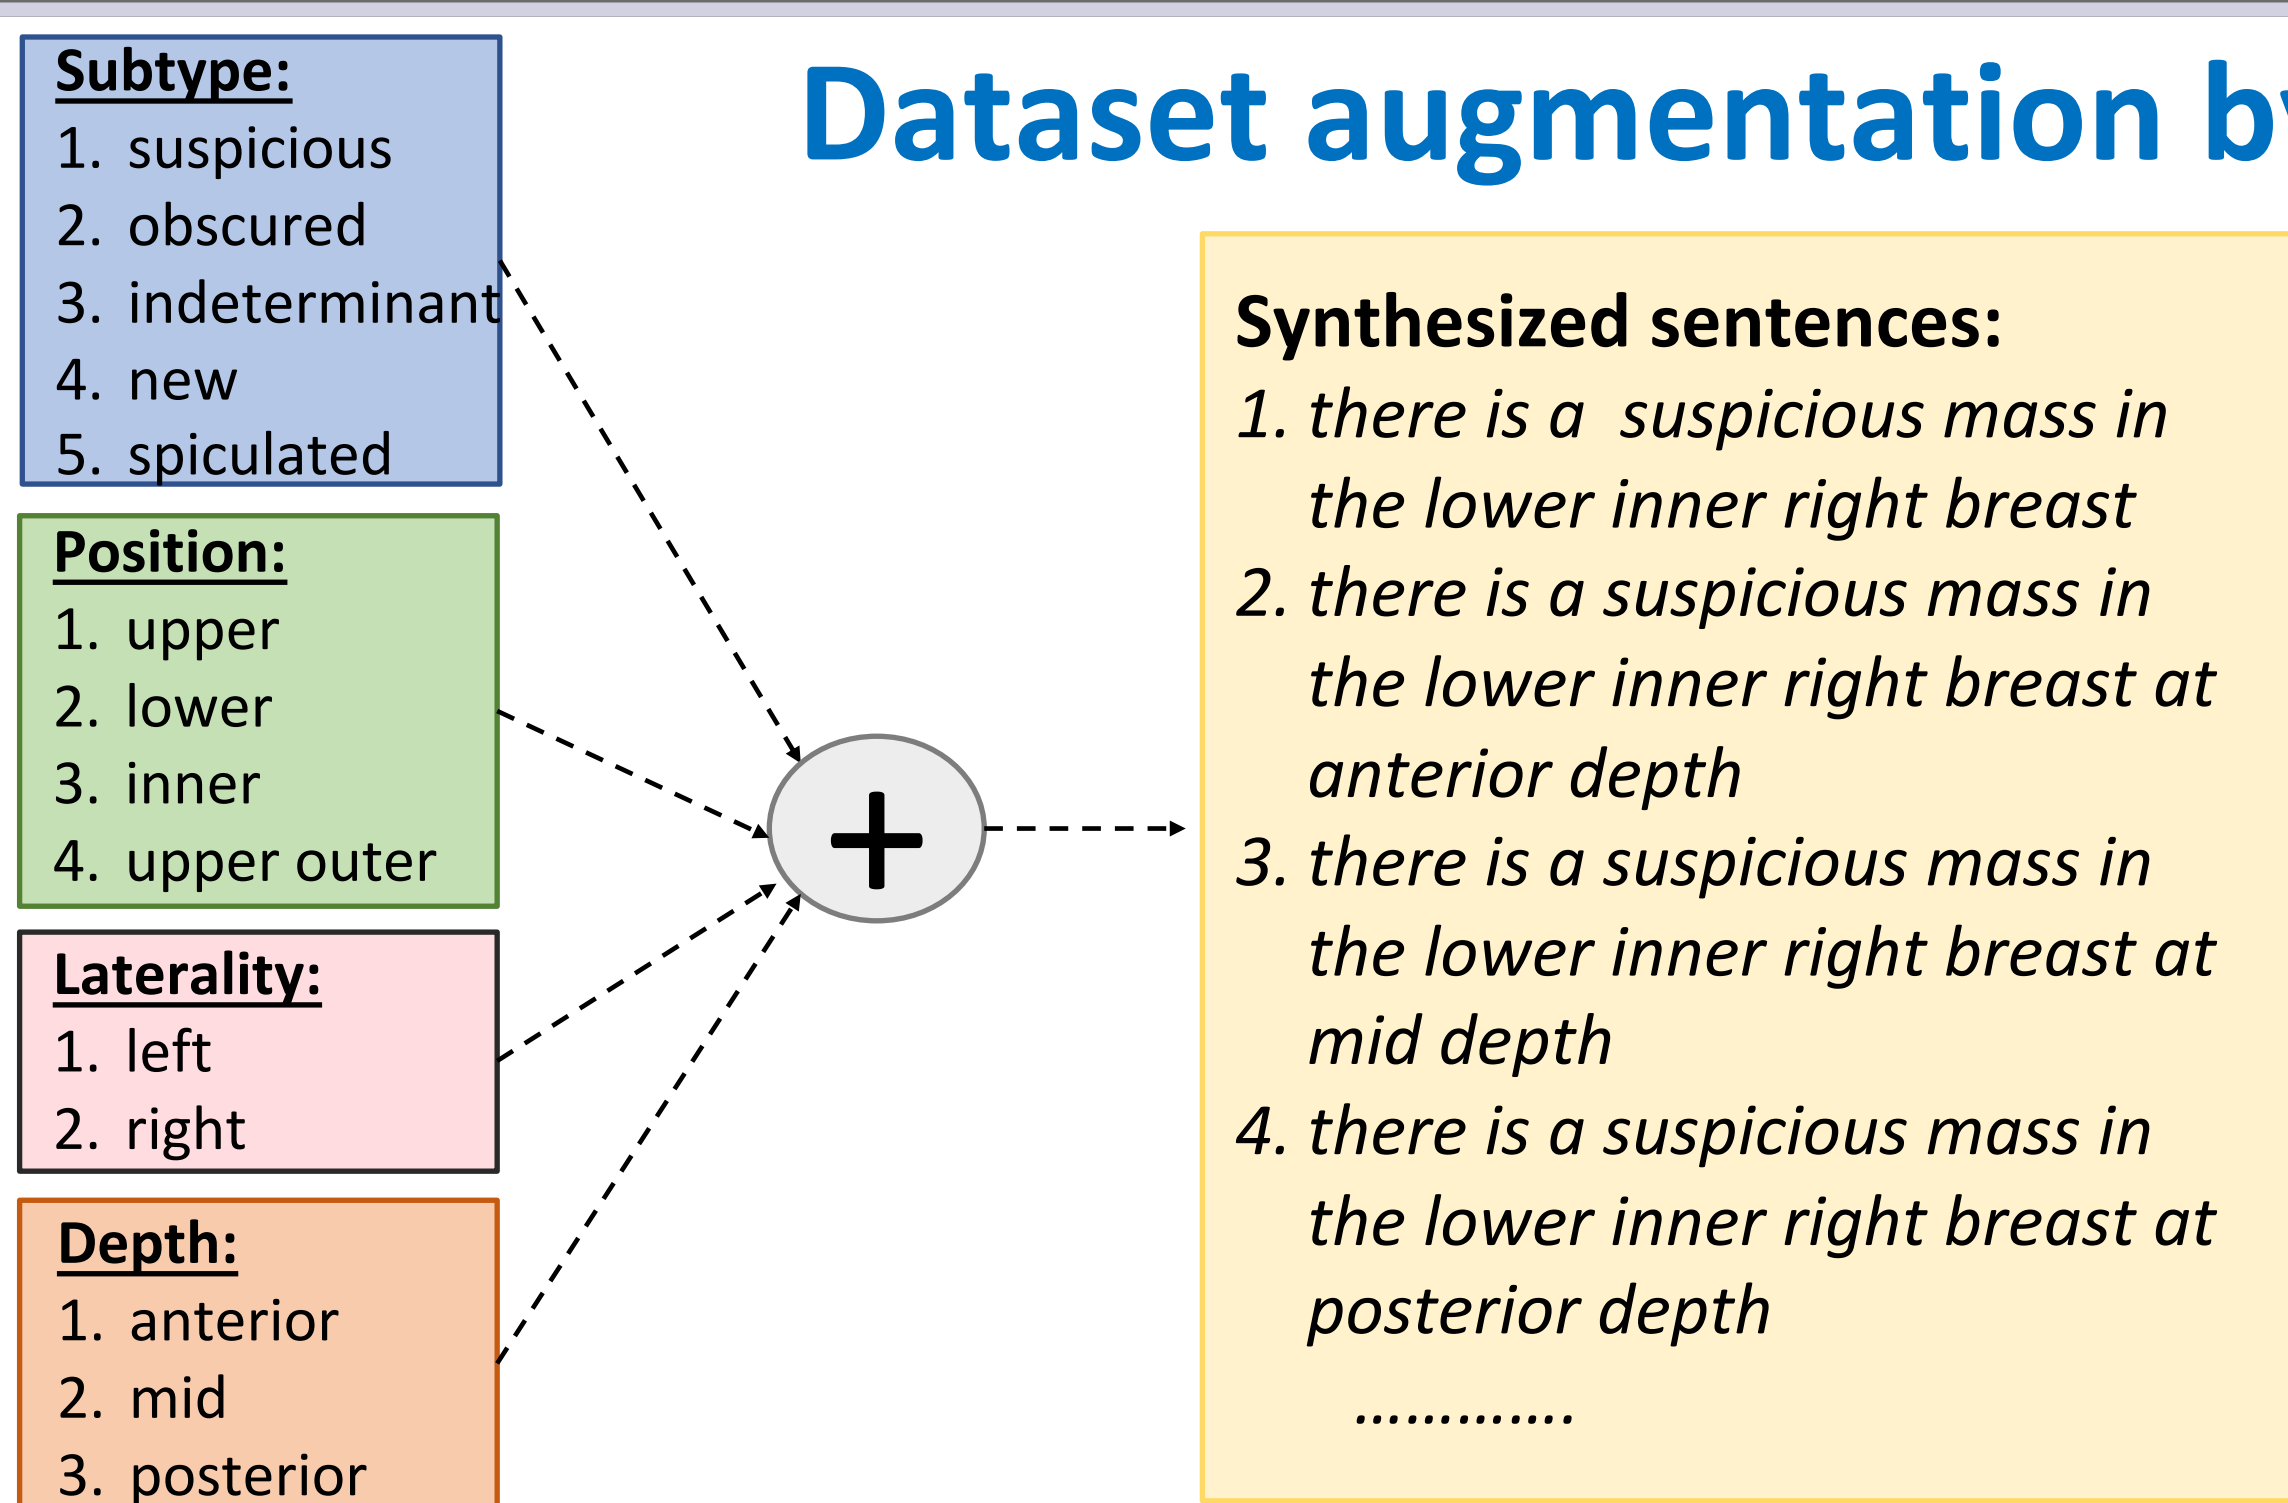 Subtype:
1. suspicious
2. obscured
3. indeterminant
4. new
5. spiculated
Position:
1. upper
2. lower
3. inner
4. upper outer
Laterality:
1. left
2. right
Depth:
1. anterior
2. mid
3. posterior
+
Dataset augmentation by
Synthesized sentences:
1. there is a  suspicious mass in
the lower inner right breast
2. there is a suspicious mass in
the lower inner right breast at
anterior depth
3. there is a suspicious mass in
the lower inner right breast at
mid depth
4. there is a suspicious mass in
the lower inner right breast at
posterior depth
………….